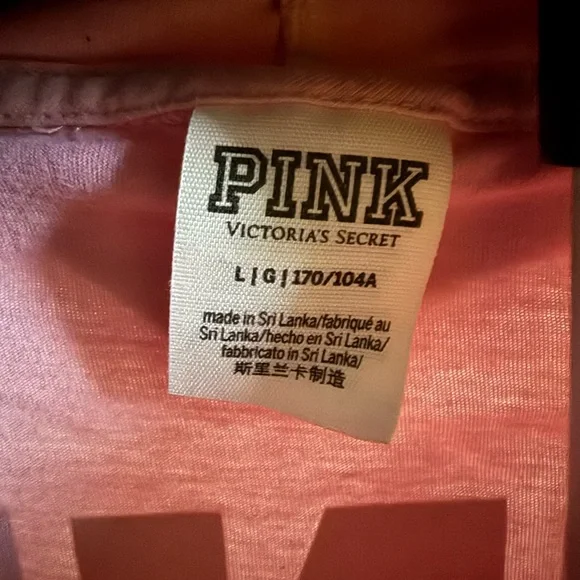 PINK
VICTORIA'S SECRET
L | G | 170/104A
made in Sri Lanka/fabriqué au
Sri Lanka/hecho en Sri Lanka/
fabbricato in Sri Lanka/
斯里兰卡制造